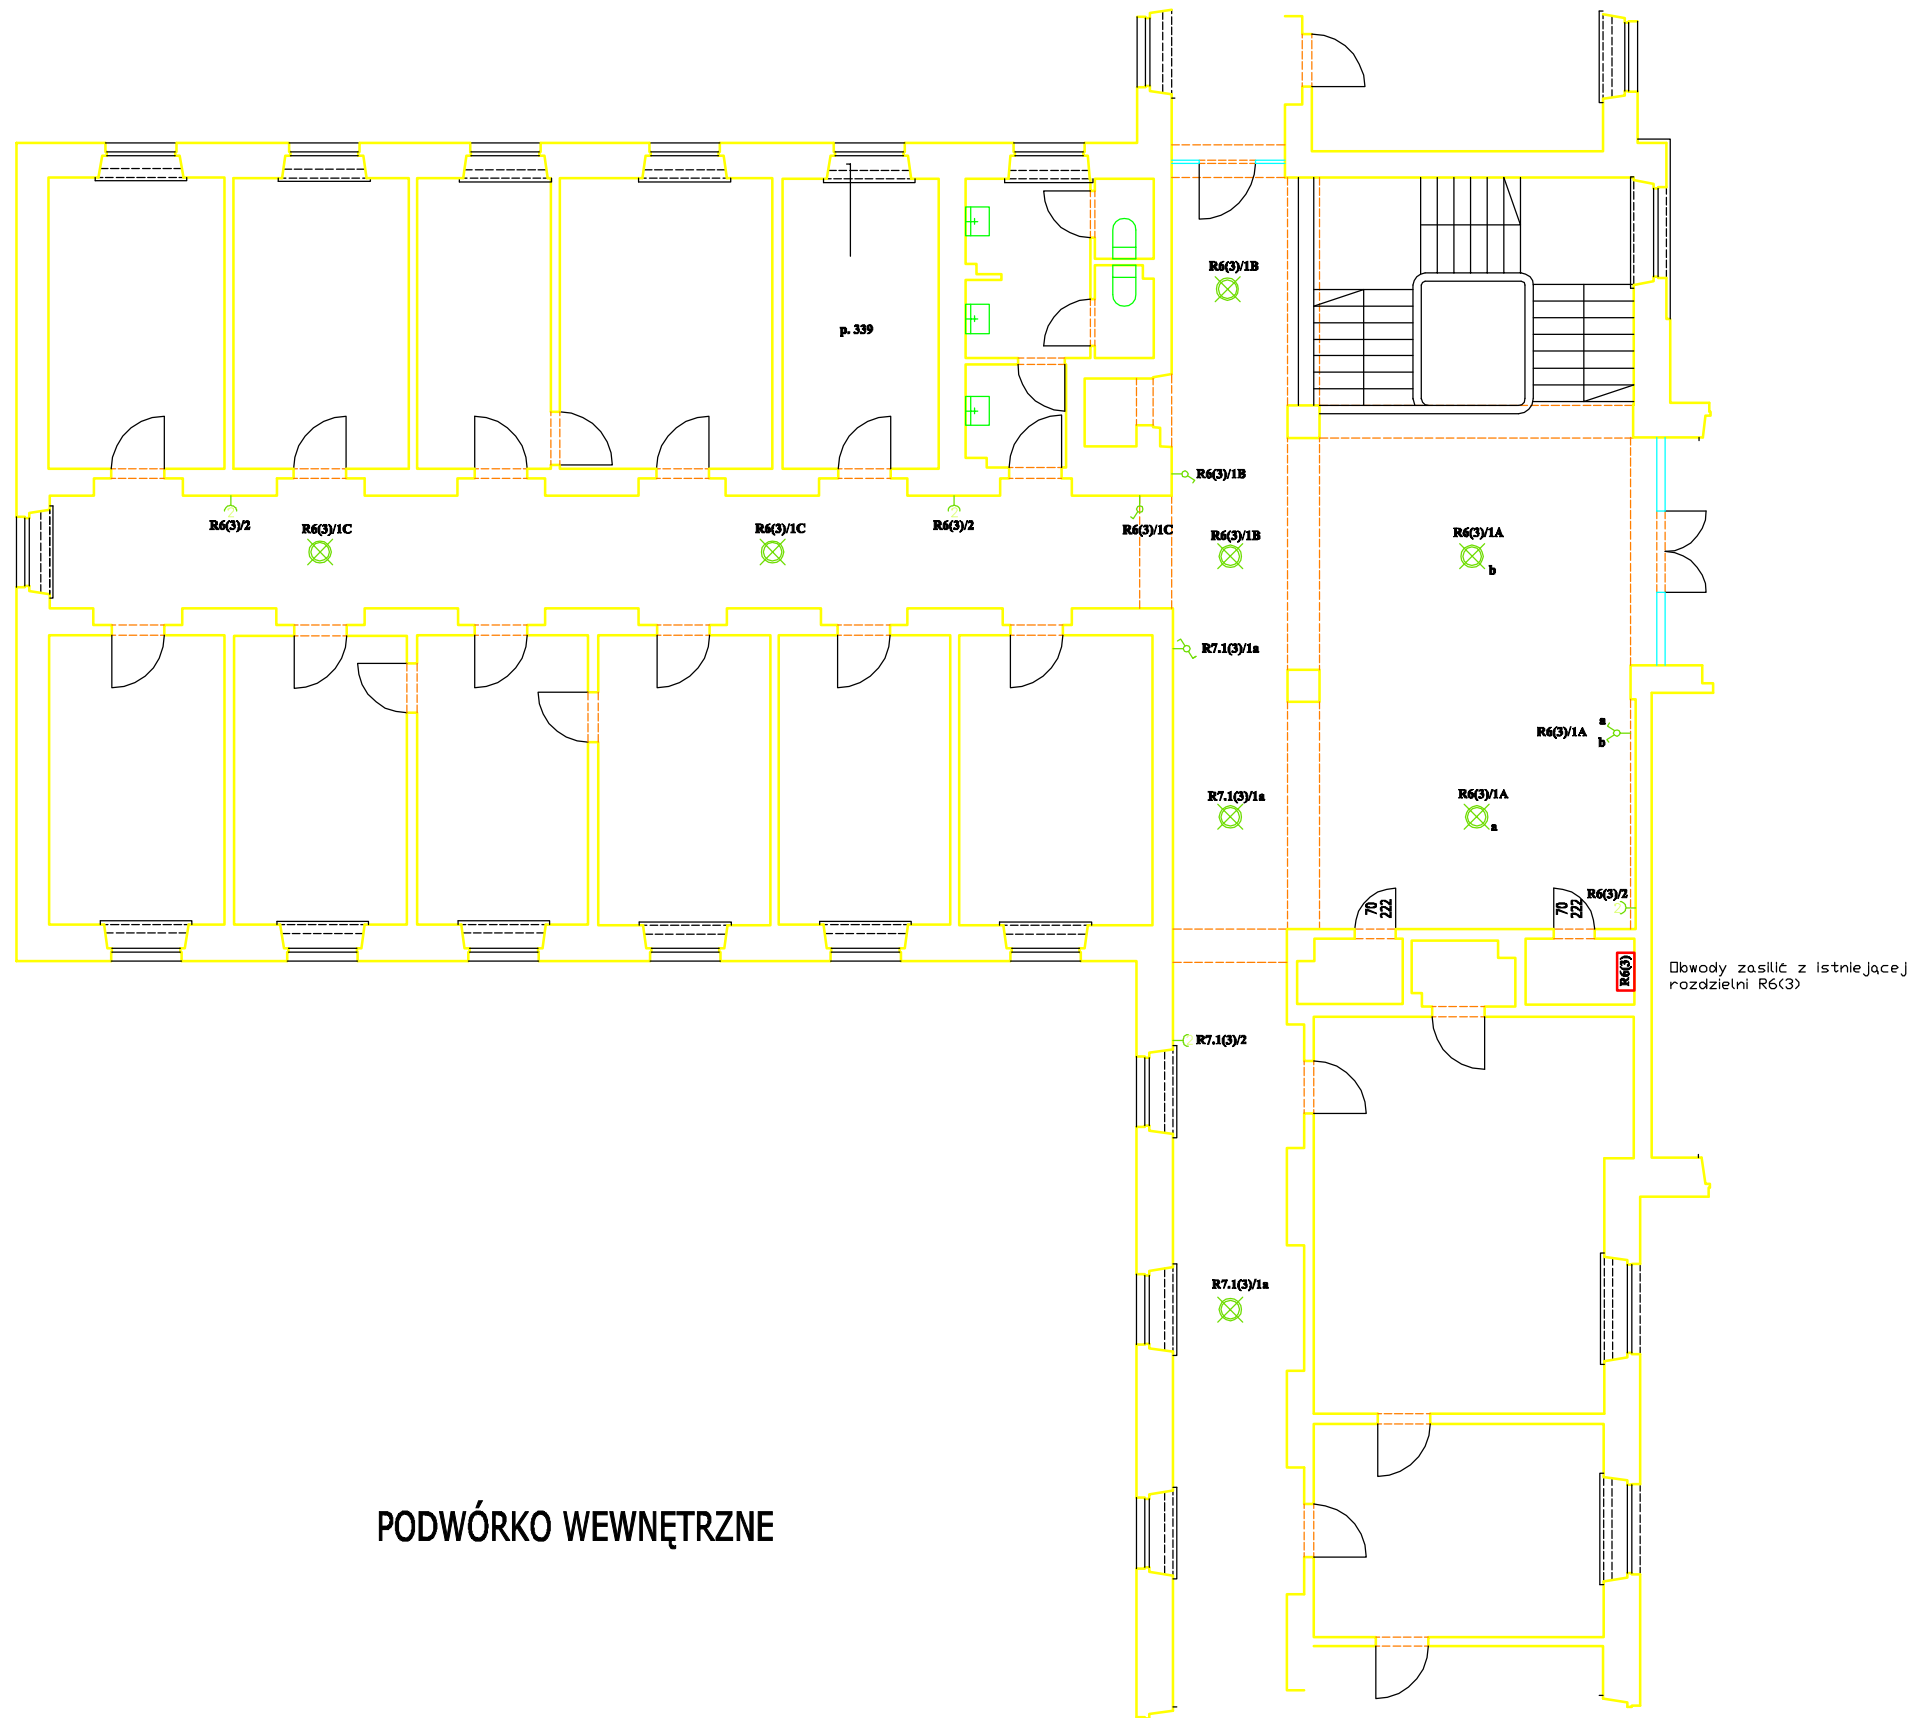 R6(3)/1B
p. 339
R6(3)/1B
R6(3)/2
R6(3)/1C
R6(3)/1C
R6(3)/2
R6(3)/1C
R6(3)/1B
R6(3)/1A
b
R7.1(3)/1a
a
R6(3)/1A
b
R7.1(3)/1a
R6(3)/1A
a
R6(3)/2
70
222
70
222
R6(3)
Obwody zasilić z istniejącej
rozdzielni R6(3)
R7.1(3)/2
R7.1(3)/1a
PODWÓRKO WEWNĘTRZNE